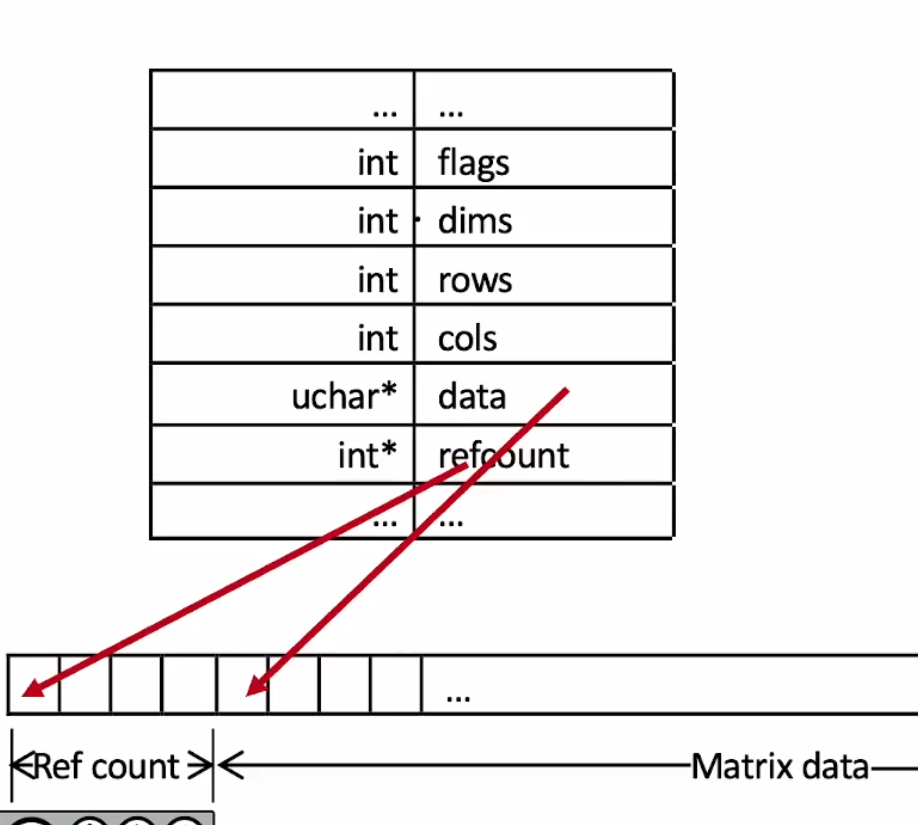 ... ...
int flags
int dims
int rows
int cols
uchar* data
int* refcount
... ...
...
Ref count Matrix data